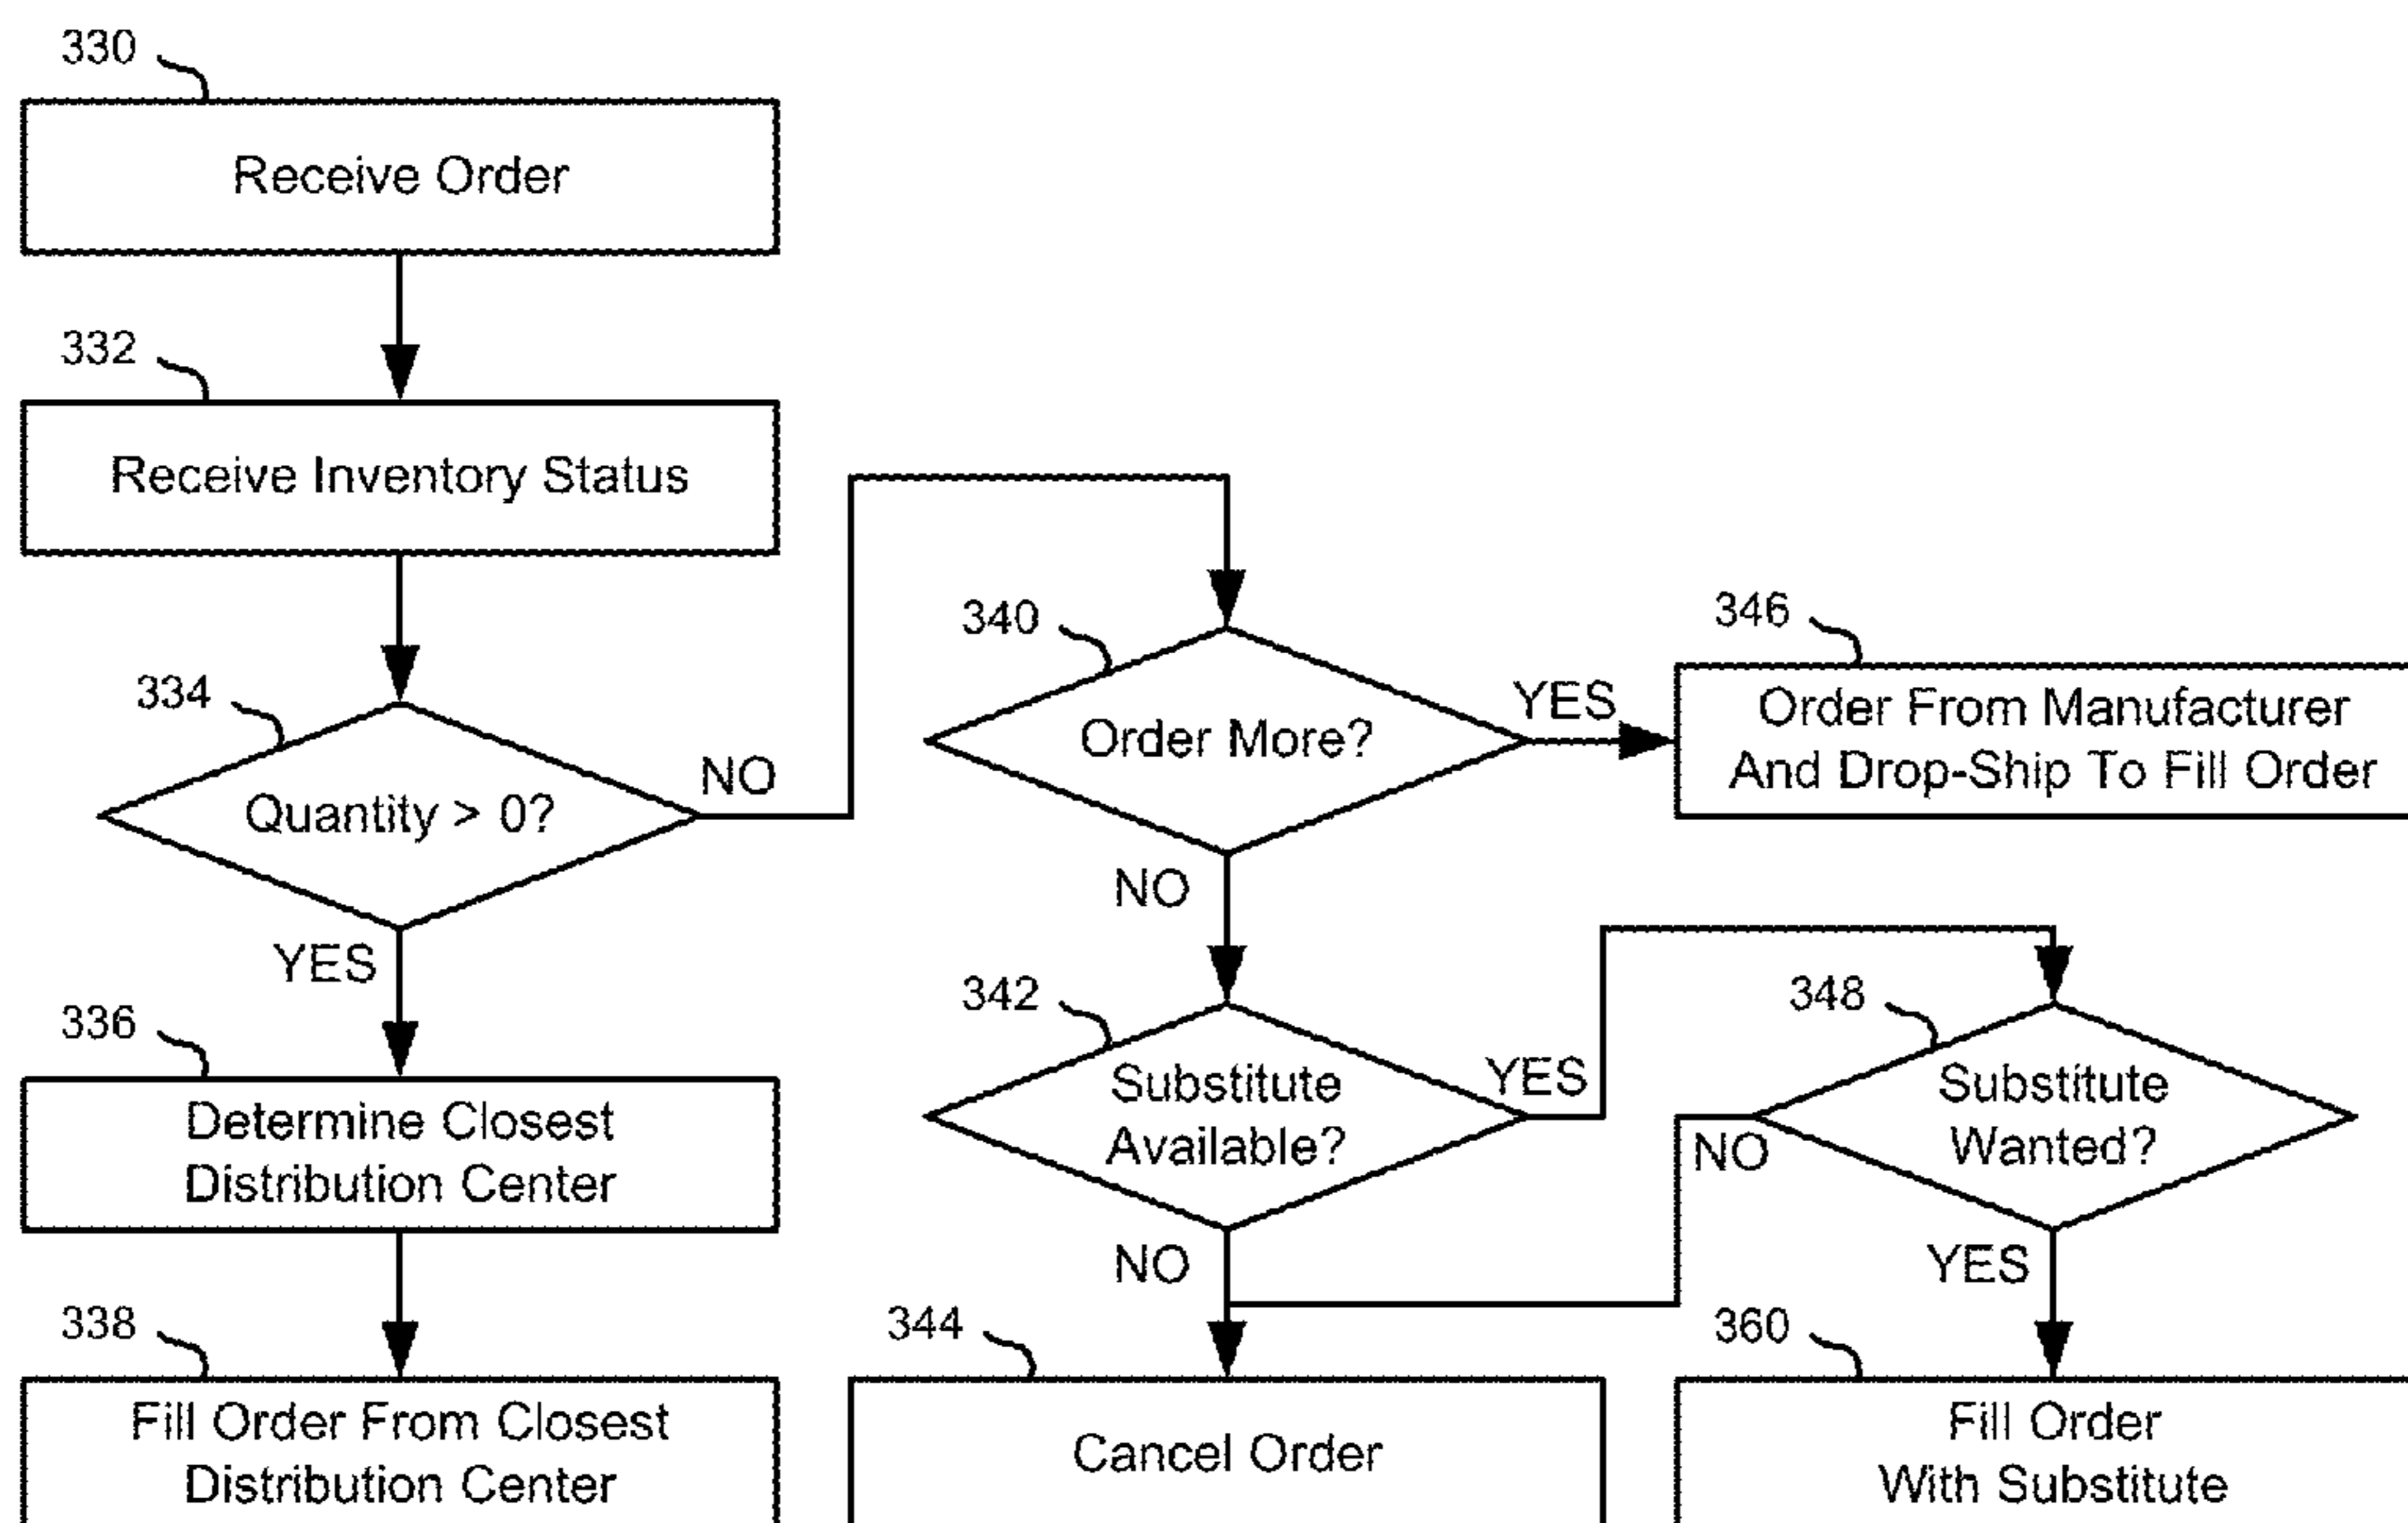 330
Receive Order
332
Receive Inventory Status
334
Quantity > 0?
NO
YES
336
Determine Closest
Distribution Center
338
Fill Order From Closest
Distribution Center
340
Order More?
YES
NO
346
Order From Manufacturer
And Drop-Ship To Fill Order
342
Substitute
Available?
YES
NO
344
Cancel Order
348
Substitute
Wanted?
NO
YES
360
Fill Order
With Substitute